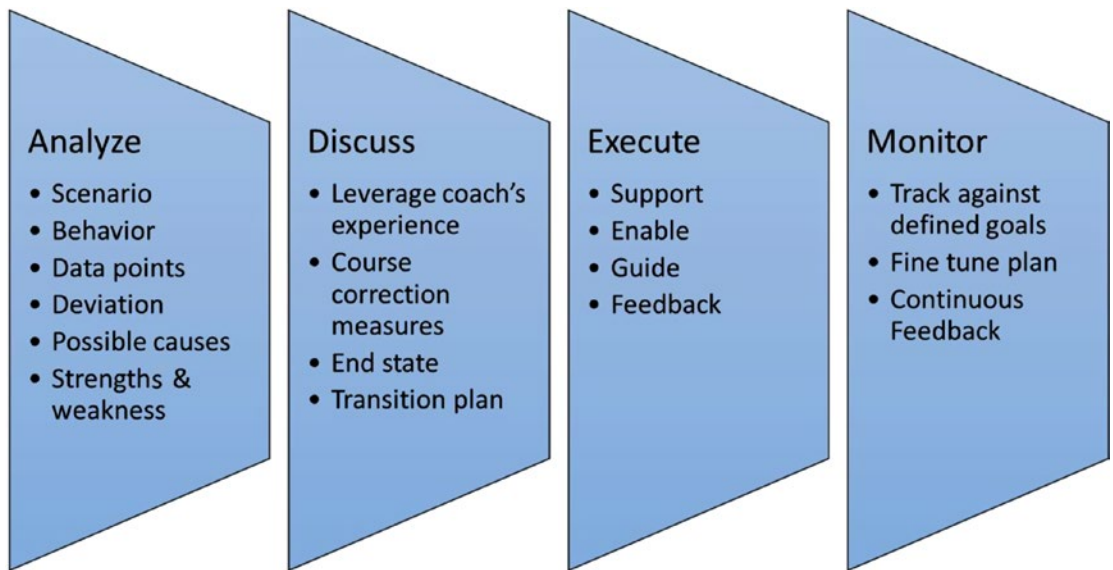 Analyze
• Scenario
• Behavior
• Data points
• Deviation
• Possible causes
• Strengths &
weakness
Discuss
• Leverage coach's
experience
• Course
correction
measures
• End state
• Transition plan
Execute
• Support
• Enable
• Guide
• Feedback
Monitor
• Track against
defined goals
• Fine tune plan
• Continuous
Feedback